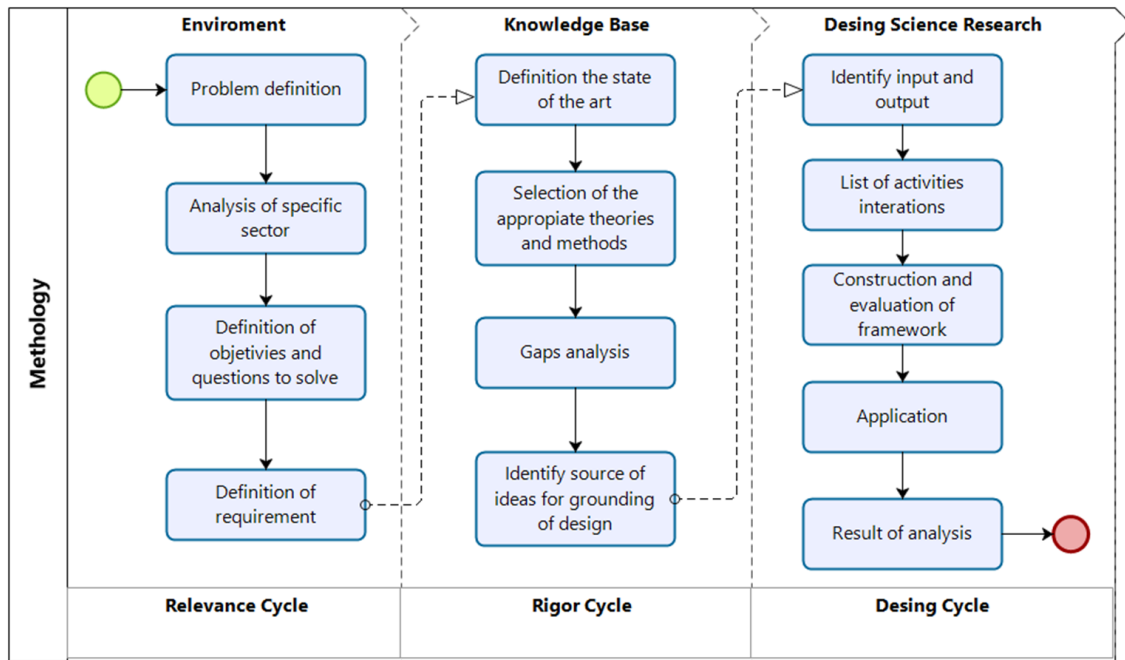 Methology
Enviroment
Problem definition
Analysis of specific
sector
Definition of
objetivies and
questions to solve
Definition of
requirement
Relevance Cycle
Knowledge Base
Definition the state
of the art
Selection of the
appropiate theories
and methods
Gaps analysis
Identify source of
ideas for grounding
of design
Rigor Cycle
Desing Science Research
Identify input and
output
List of activities
interations
Construction and
evaluation of
framework
Application
Result of analysis
Desing Cycle